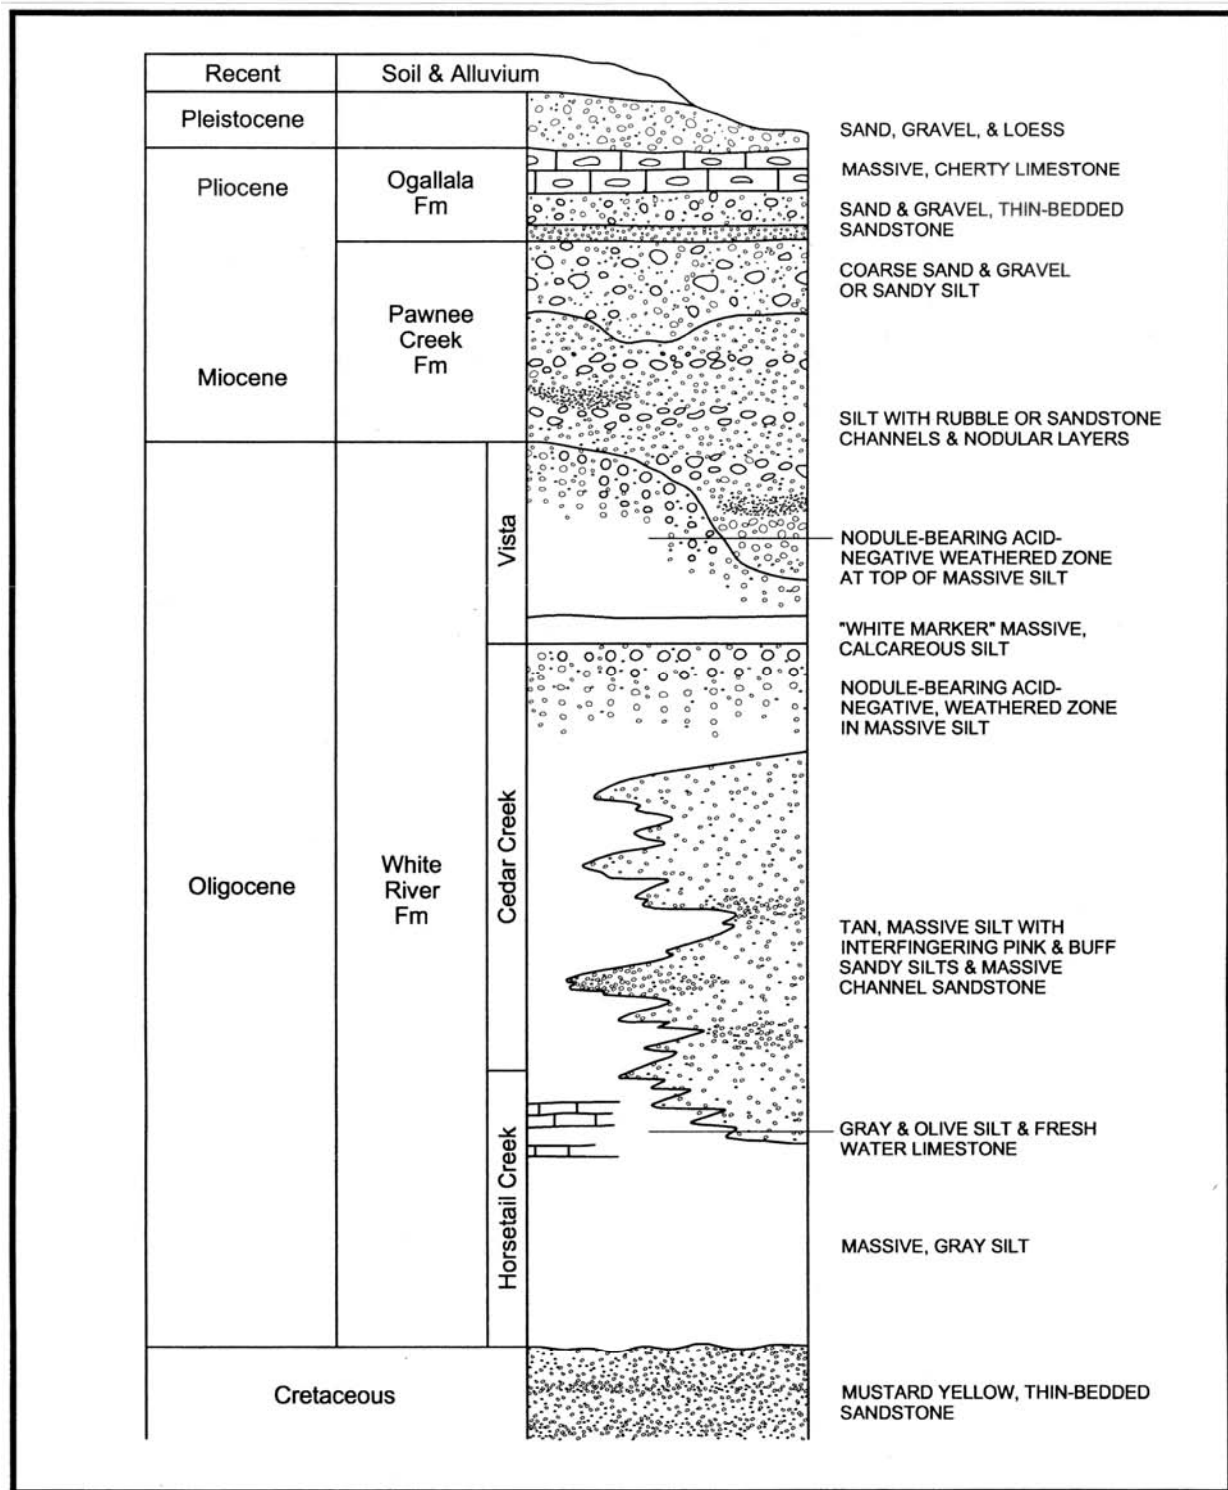 Recent
Soil & Alluvium
Pleistocene
SAND, GRAVEL, & LOESS
Pliocene
Ogallala
Fm
MASSIVE, CHERTY LIMESTONE
SAND & GRAVEL, THIN-BEDDED
SANDSTONE
Miocene
Pawnee
Creek
Fm
COARSE SAND & GRAVEL
OR SANDY SILT
SILT WITH RUBBLE OR SANDSTONE
CHANNELS & NODULAR LAYERS
Oligocene
White
River
Fm
Vista
NODULE-BEARING ACID-
NEGATIVE WEATHERED ZONE
AT TOP OF MASSIVE SILT
"WHITE MARKER" MASSIVE,
CALCAREOUS SILT
Cedar Creek
NODULE-BEARING ACID-
NEGATIVE, WEATHERED ZONE
IN MASSIVE SILT
TAN, MASSIVE SILT WITH
INTERFINGERING PINK & BUFF
SANDY SILTS & MASSIVE
CHANNEL SANDSTONE
Horsetail Creek
GRAY & OLIVE SILT & FRESH
WATER LIMESTONE
MASSIVE, GRAY SILT
Cretaceous
MUSTARD YELLOW, THIN-BEDDED
SANDSTONE